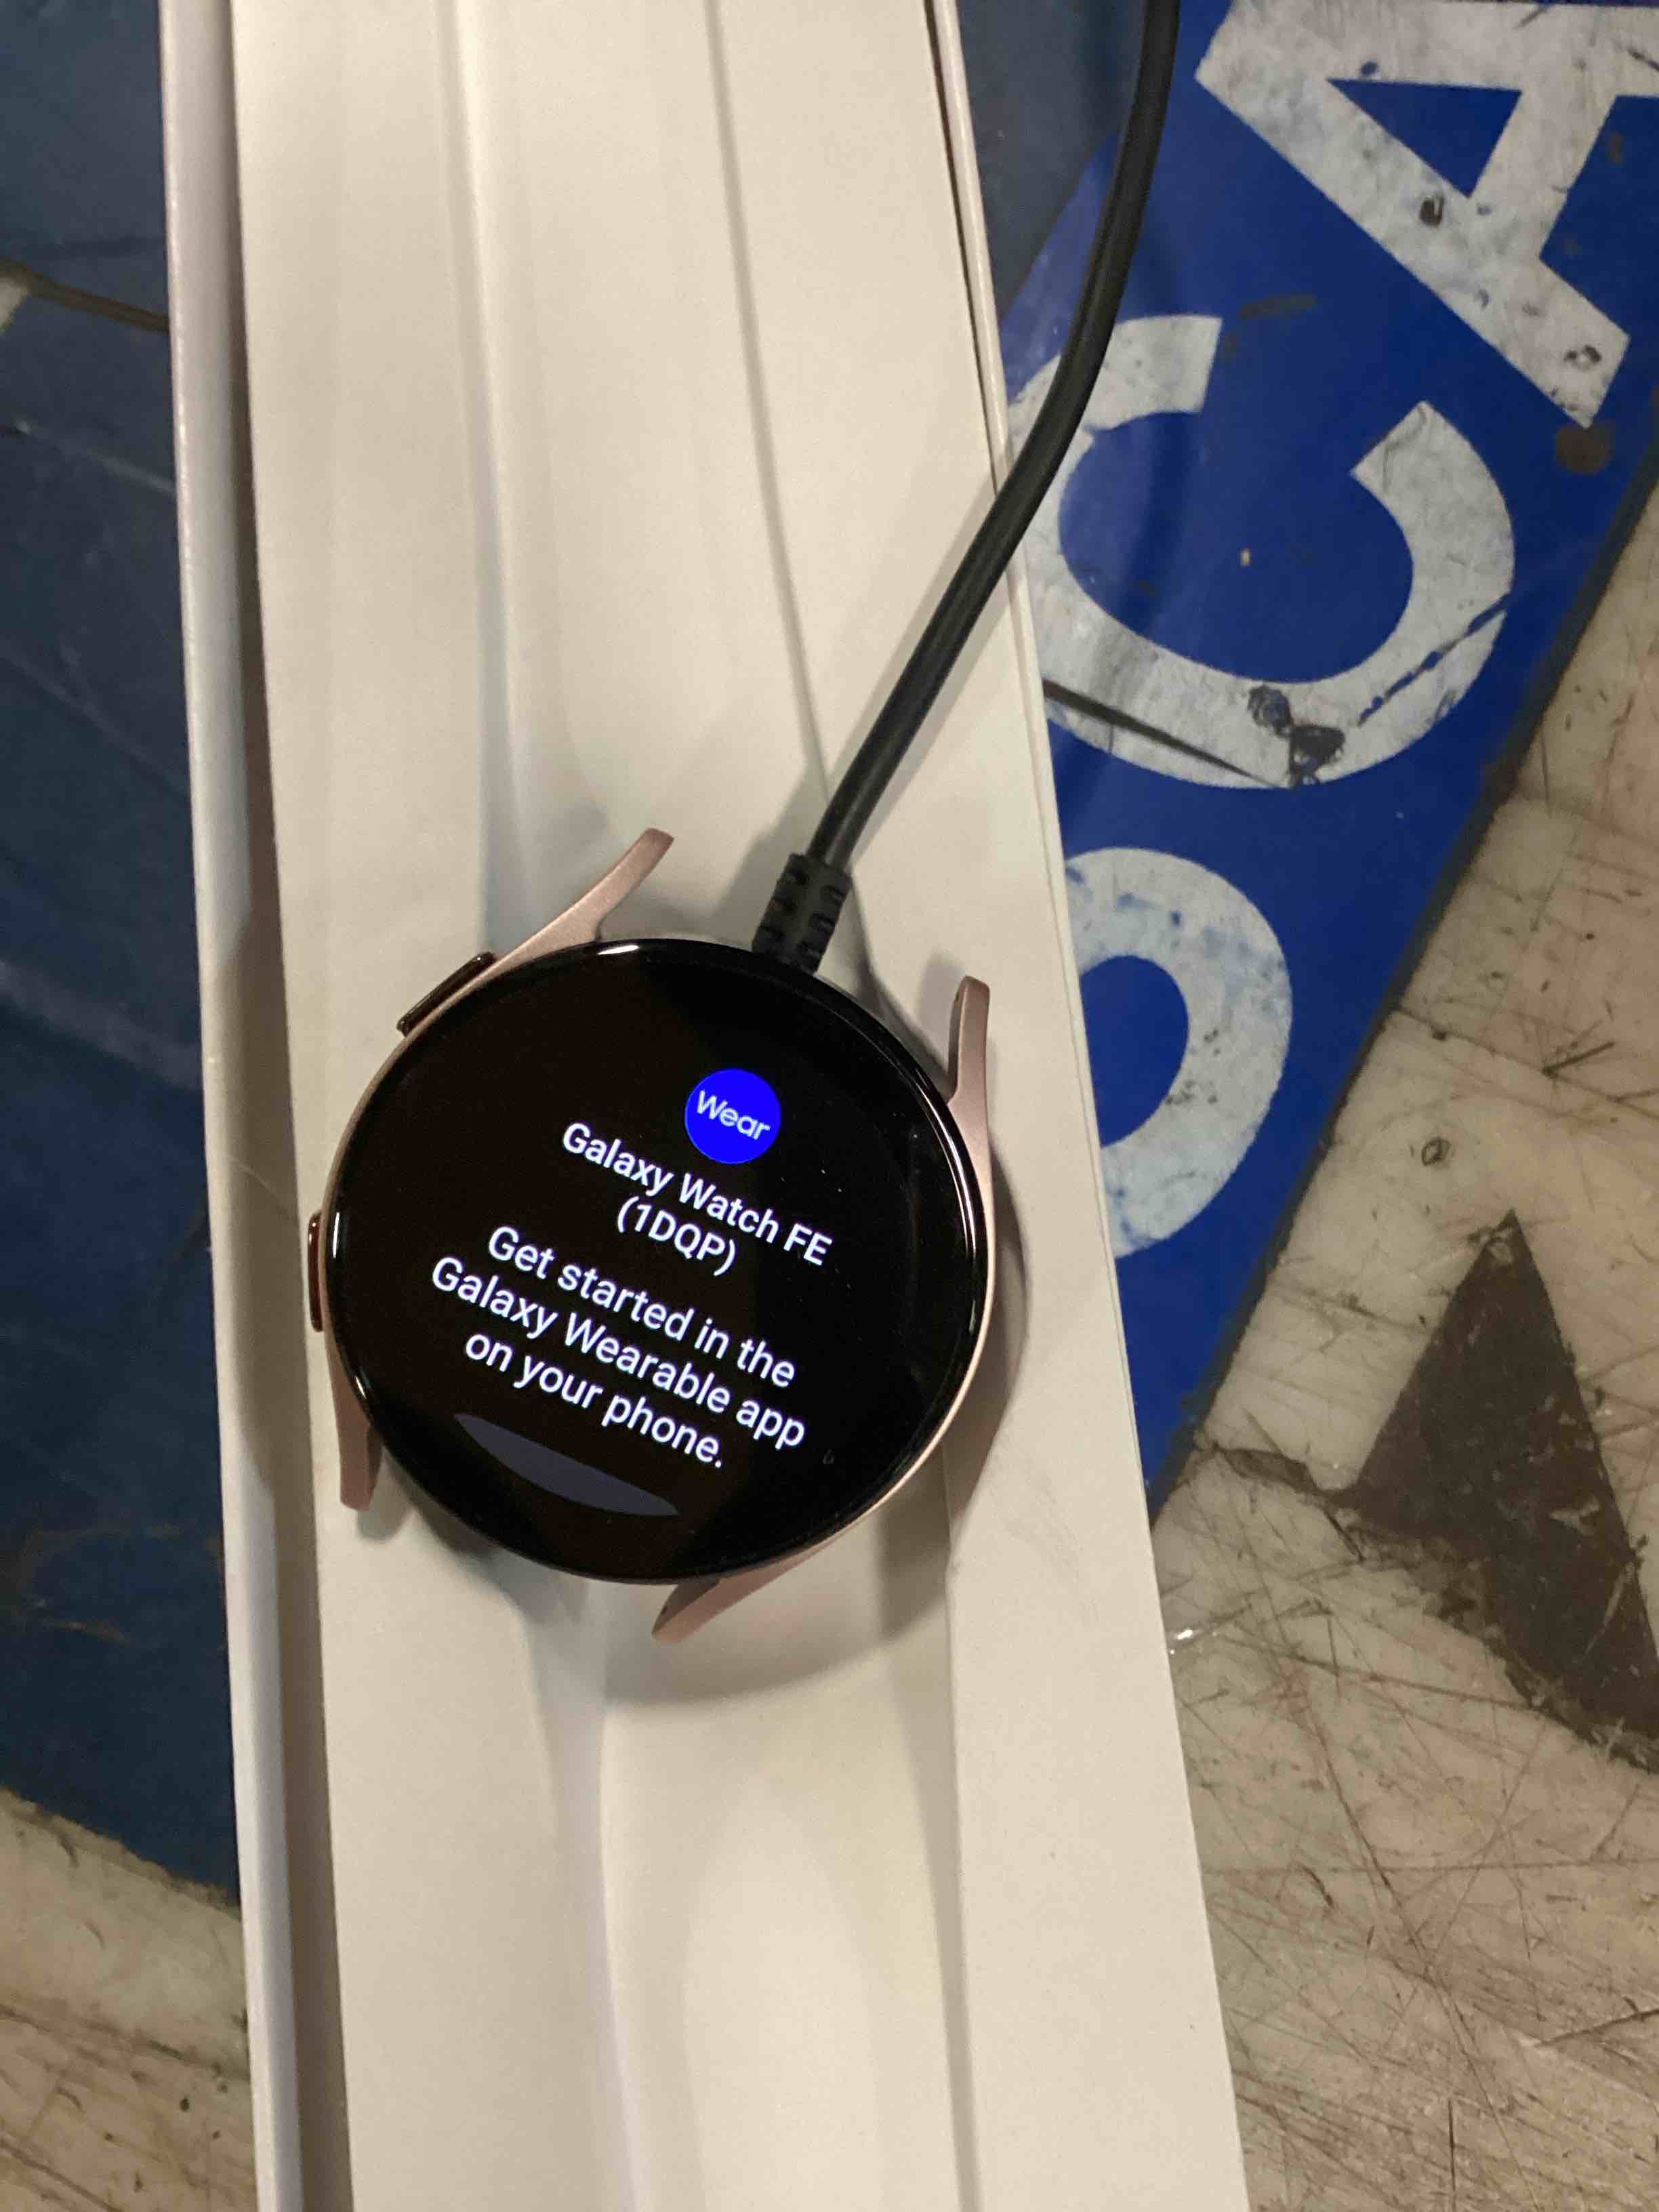 Wear
Galaxy Watch FE
(1DQP)
Get started in the
Galaxy Wearable app
on your phone.